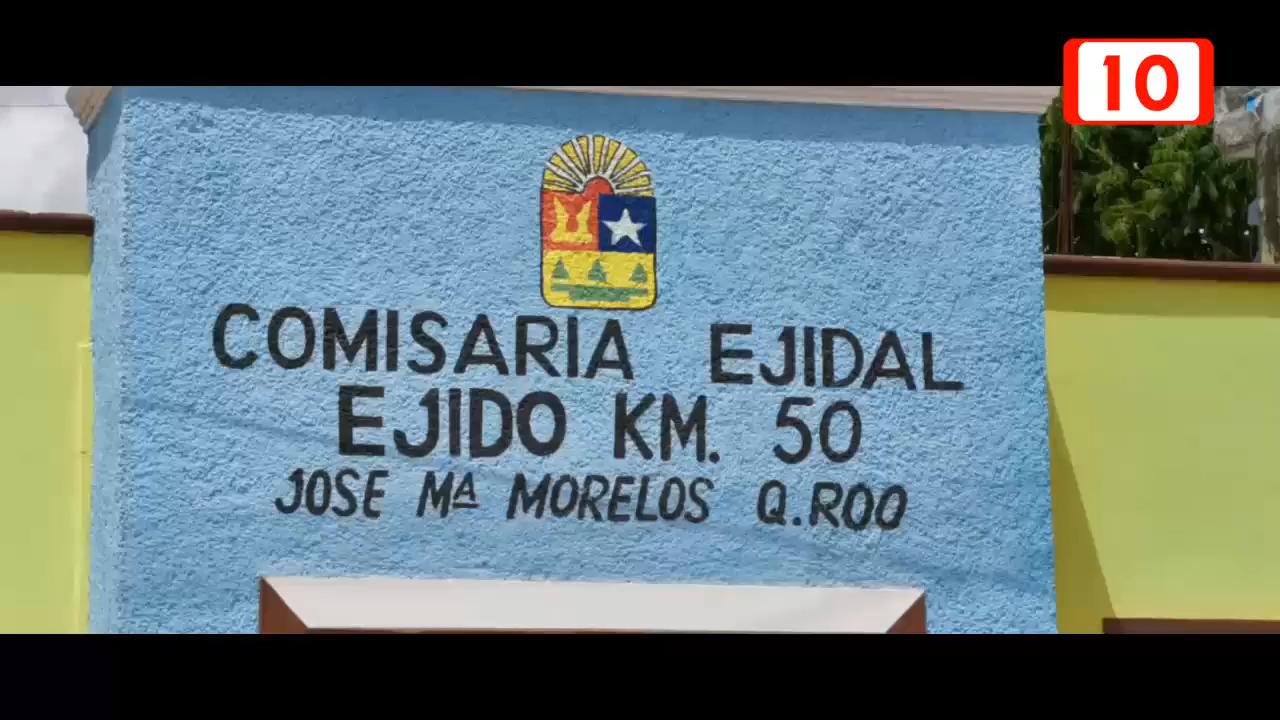 10
COMISARIA EJIDAL
EJIDO KM. 50
JOSE Mª MORELOS Q.ROO